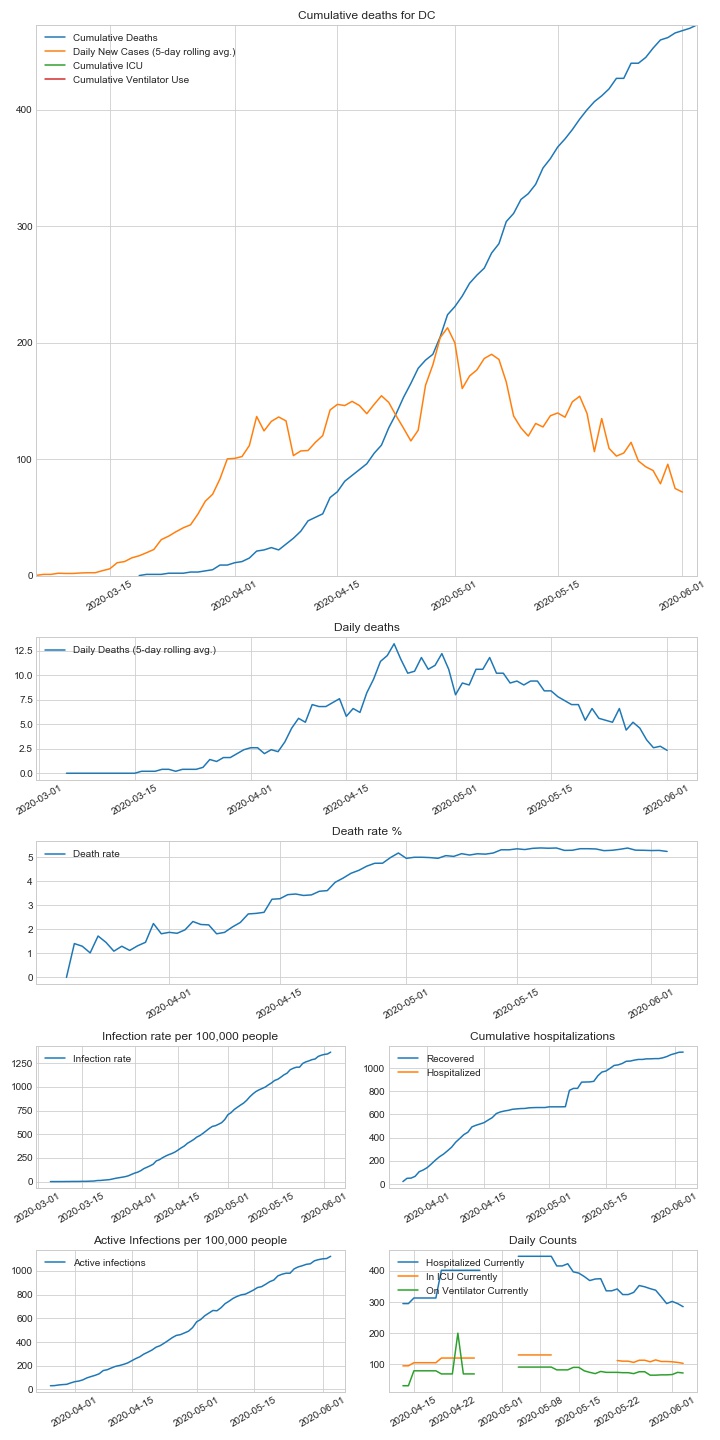 Cumulative deaths for DC
Cumulative Deaths
Daily New Cases (5-day rolling avg.)
Cumulative ICU
Cumulative Ventilator Use
400
300
200
100
0
2020-03-15 2020-04-01 2020-04-15 2020-05-01 2020-05-15 2020-06-01
Daily deaths
Daily Deaths (5-day rolling avg.)
12.5
10.0
7.5
5.0
2.5
0.0
2020-03-01 2020-03-15 2020-04-01 2020-04-15 2020-05-01 2020-05-15 2020-06-01
Death rate %
Death rate
5
4
3
2
1
0
2020-04-01 2020-04-15 2020-05-01 2020-05-15 2020-06-01
Infection rate per 100,000 people
Infection rate
1250
1000
750
500
250
0
2020-03-01 2020-03-15 2020-04-01 2020-04-15 2020-05-01 2020-05-15 2020-06-01
Cumulative hospitalizations
Recovered
Hospitalized
1000
800
600
400
200
0
2020-04-01 2020-04-15 2020-05-01 2020-05-15 2020-06-01
Active Infections per 100,000 people
Active infections
1000
800
600
400
200
0
2020-04-01 2020-04-15 2020-05-01 2020-05-15 2020-06-01
Daily Counts
Hospitalized Currently
In ICU Currently
On Ventilator Currently
400
300
200
100
2020-04-15 2020-04-22 2020-05-01 2020-05-08 2020-05-15 2020-05-22 2020-06-01